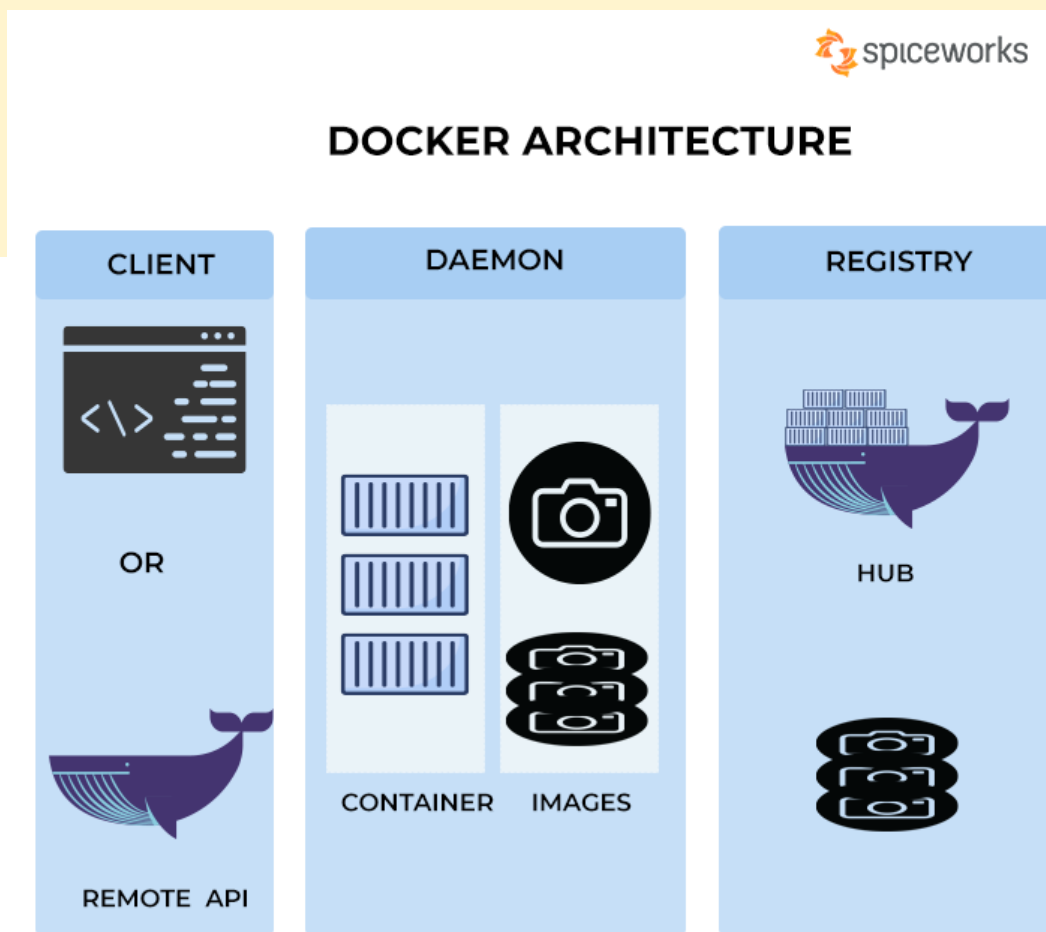 spiceworks
DOCKER ARCHITECTURE
CLIENT
OR
REMOTE API
DAEMON
CONTAINER
IMAGES
REGISTRY
HUB